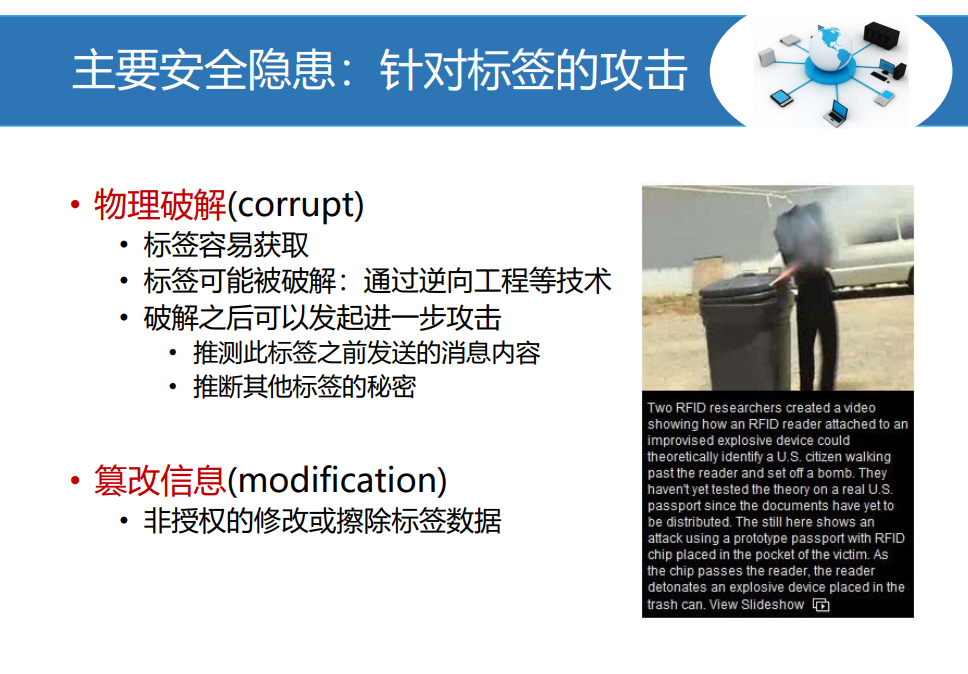 主要安全隐患：针对标签的攻击
• 物理破解(corrupt)
• 标签容易获取
• 标签可能被破解：通过逆向工程等技术
• 破解之后可以发起进一步攻击
• 推测此标签之前发送的消息内容
• 推断其他标签的秘密
• 篡改信息(modification)
• 非授权的修改或擦除标签数据
Two RFID researchers created a video
showing how an RFID reader attached to an
improvised explosive device could
theoretically identify a U.S. citizen walking
past the reader and set off a bomb. They
haven't yet tested the theory on a real U.S.
passport since the documents have yet to
be distributed. The still here shows an
attack using a prototype passport with RFID
chip placed in the pocket of the victim. As
the chip passes the reader, the reader
detonates an explosive device placed in the
trash can. View Slideshow